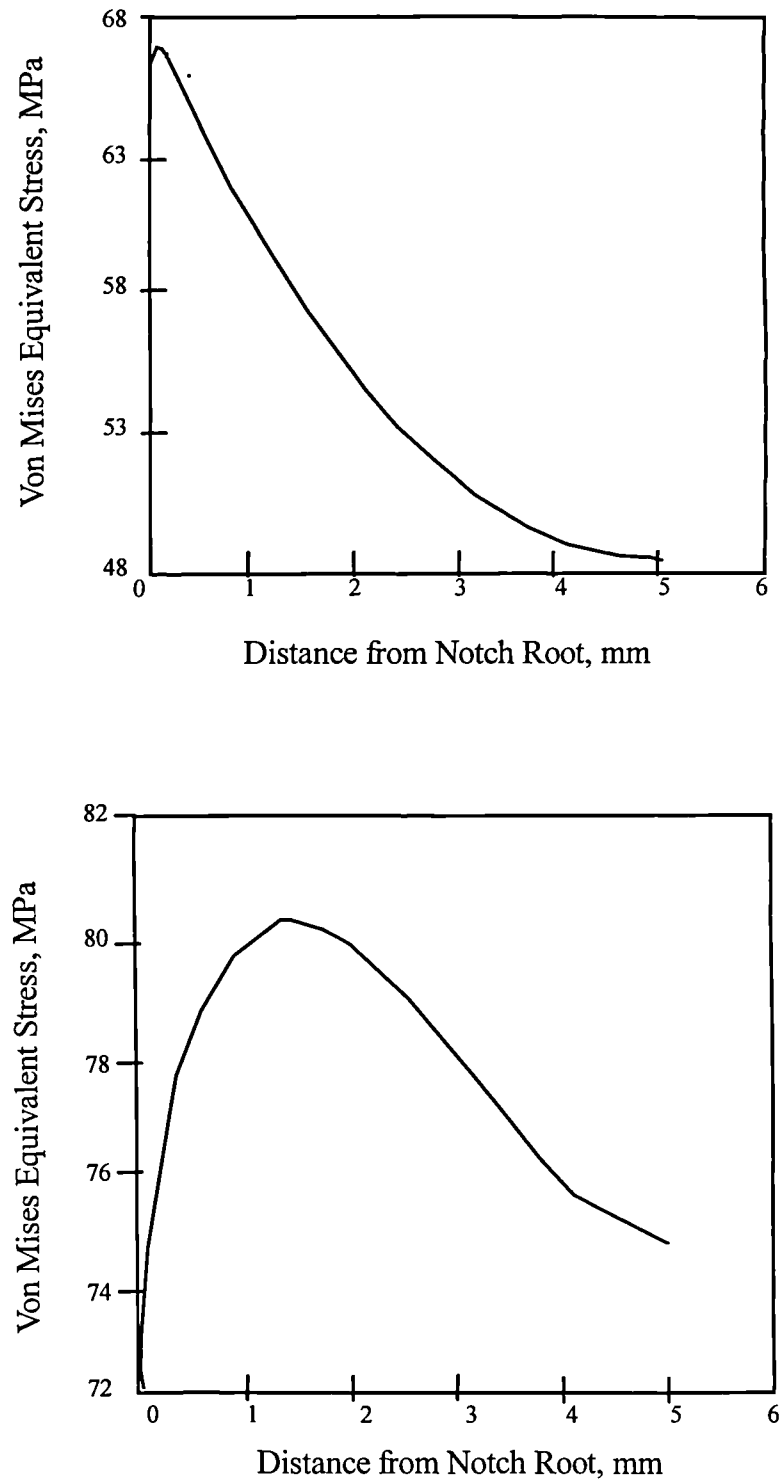 Von Mises Equivalent Stress, MPa
68
63
58
53
48
0 1 2 3 4 5 6
Distance from Notch Root, mm
Von Mises Equivalent Stress, MPa
82
80
78
76
74
72
0 1 2 3 4 5 6
Distance from Notch Root, mm